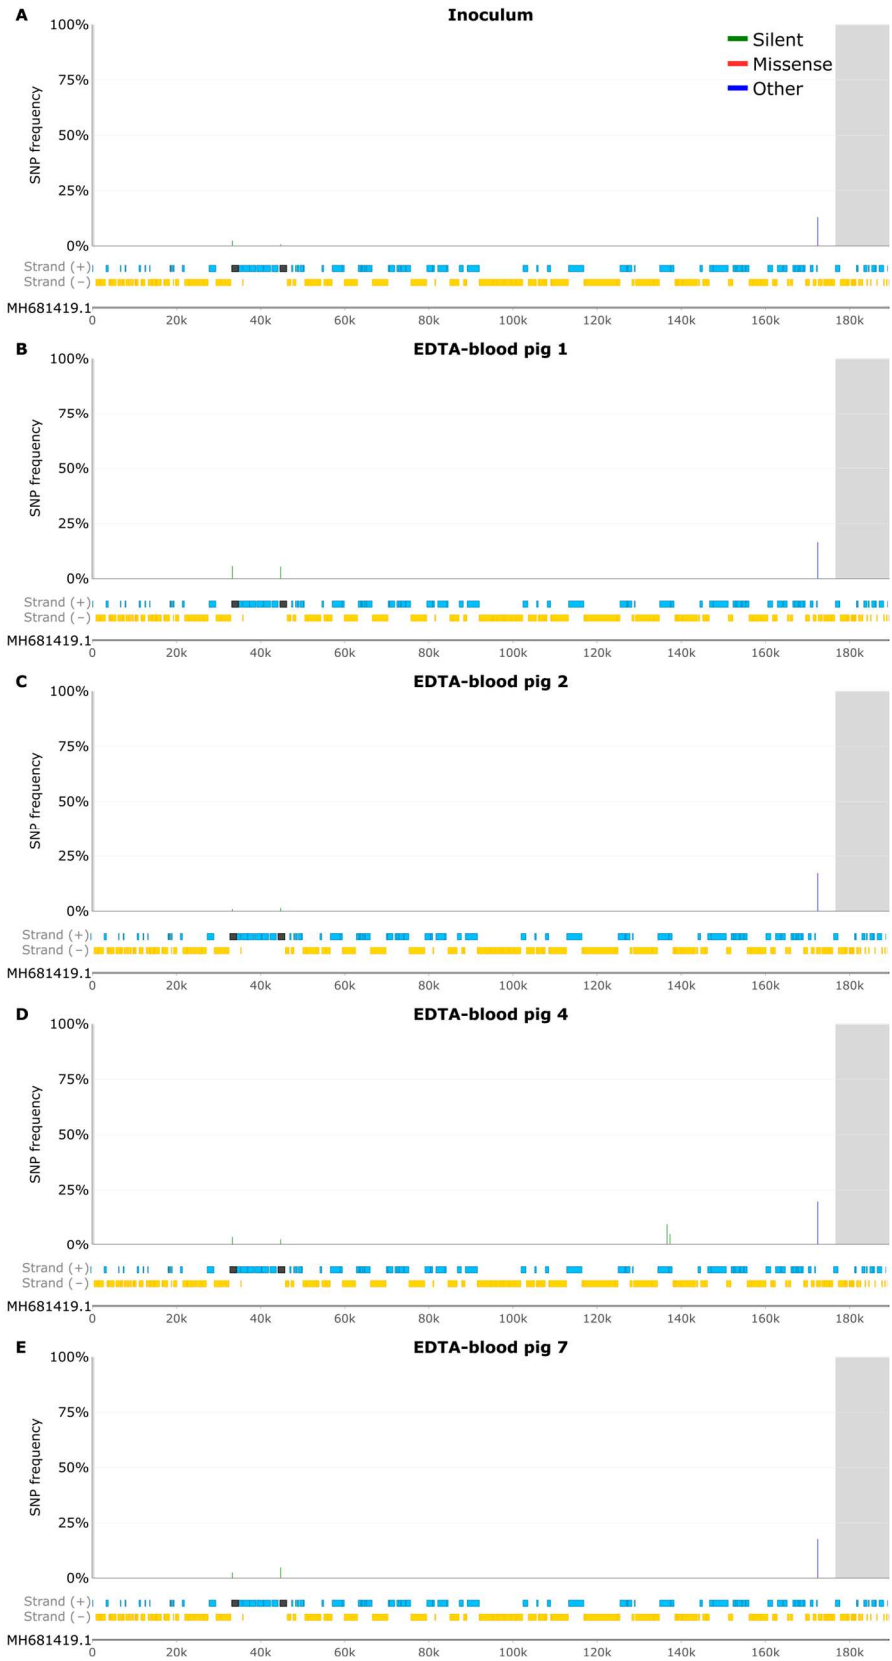 A
Inoculum
100%
Silent
Missense
Other
75%
50%
25%
0%
SNP frequency
Strand (+)
Strand (−)
MH681419.1
0 20k 40k 60k 80k 100k 120k 140k 160k 180k
B
EDTA-blood pig 1
100%
75%
50%
25%
0%
SNP frequency
Strand (+)
Strand (−)
MH681419.1
0 20k 40k 60k 80k 100k 120k 140k 160k 180k
C
EDTA-blood pig 2
100%
75%
50%
25%
0%
SNP frequency
Strand (+)
Strand (−)
MH681419.1
0 20k 40k 60k 80k 100k 120k 140k 160k 180k
D
EDTA-blood pig 4
100%
75%
50%
25%
0%
SNP frequency
Strand (+)
Strand (−)
MH681419.1
0 20k 40k 60k 80k 100k 120k 140k 160k 180k
E
EDTA-blood pig 7
100%
75%
50%
25%
0%
SNP frequency
Strand (+)
Strand (−)
MH681419.1
0 20k 40k 60k 80k 100k 120k 140k 160k 180k